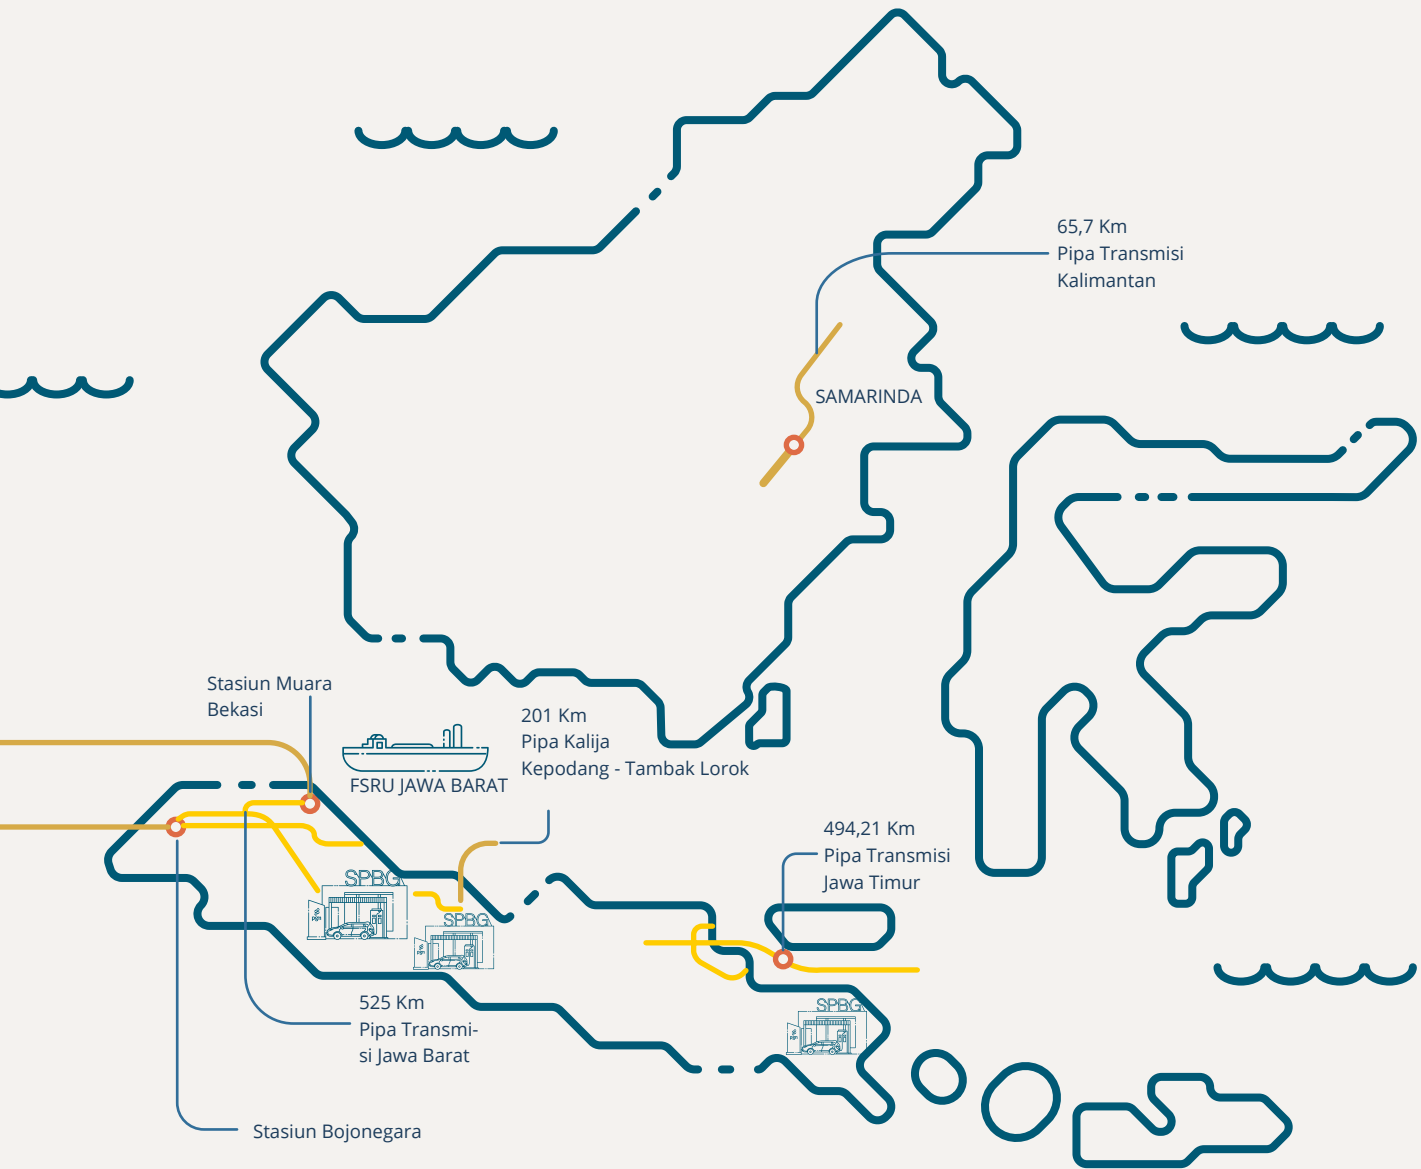 65,7 Km
Pipa Transmisi
Kalimantan
SAMARINDA
Stasiun Muara
Bekasi
201 Km
Pipa Kalija
Kepodang - Tambak Lorok
FSRU JAWA BARAT
494,21 Km
Pipa Transmisi
Jawa Timur
SPBG
SPBG
525 Km
Pipa Transmi-
si Jawa Barat
SPBG
Stasiun Bojonegara